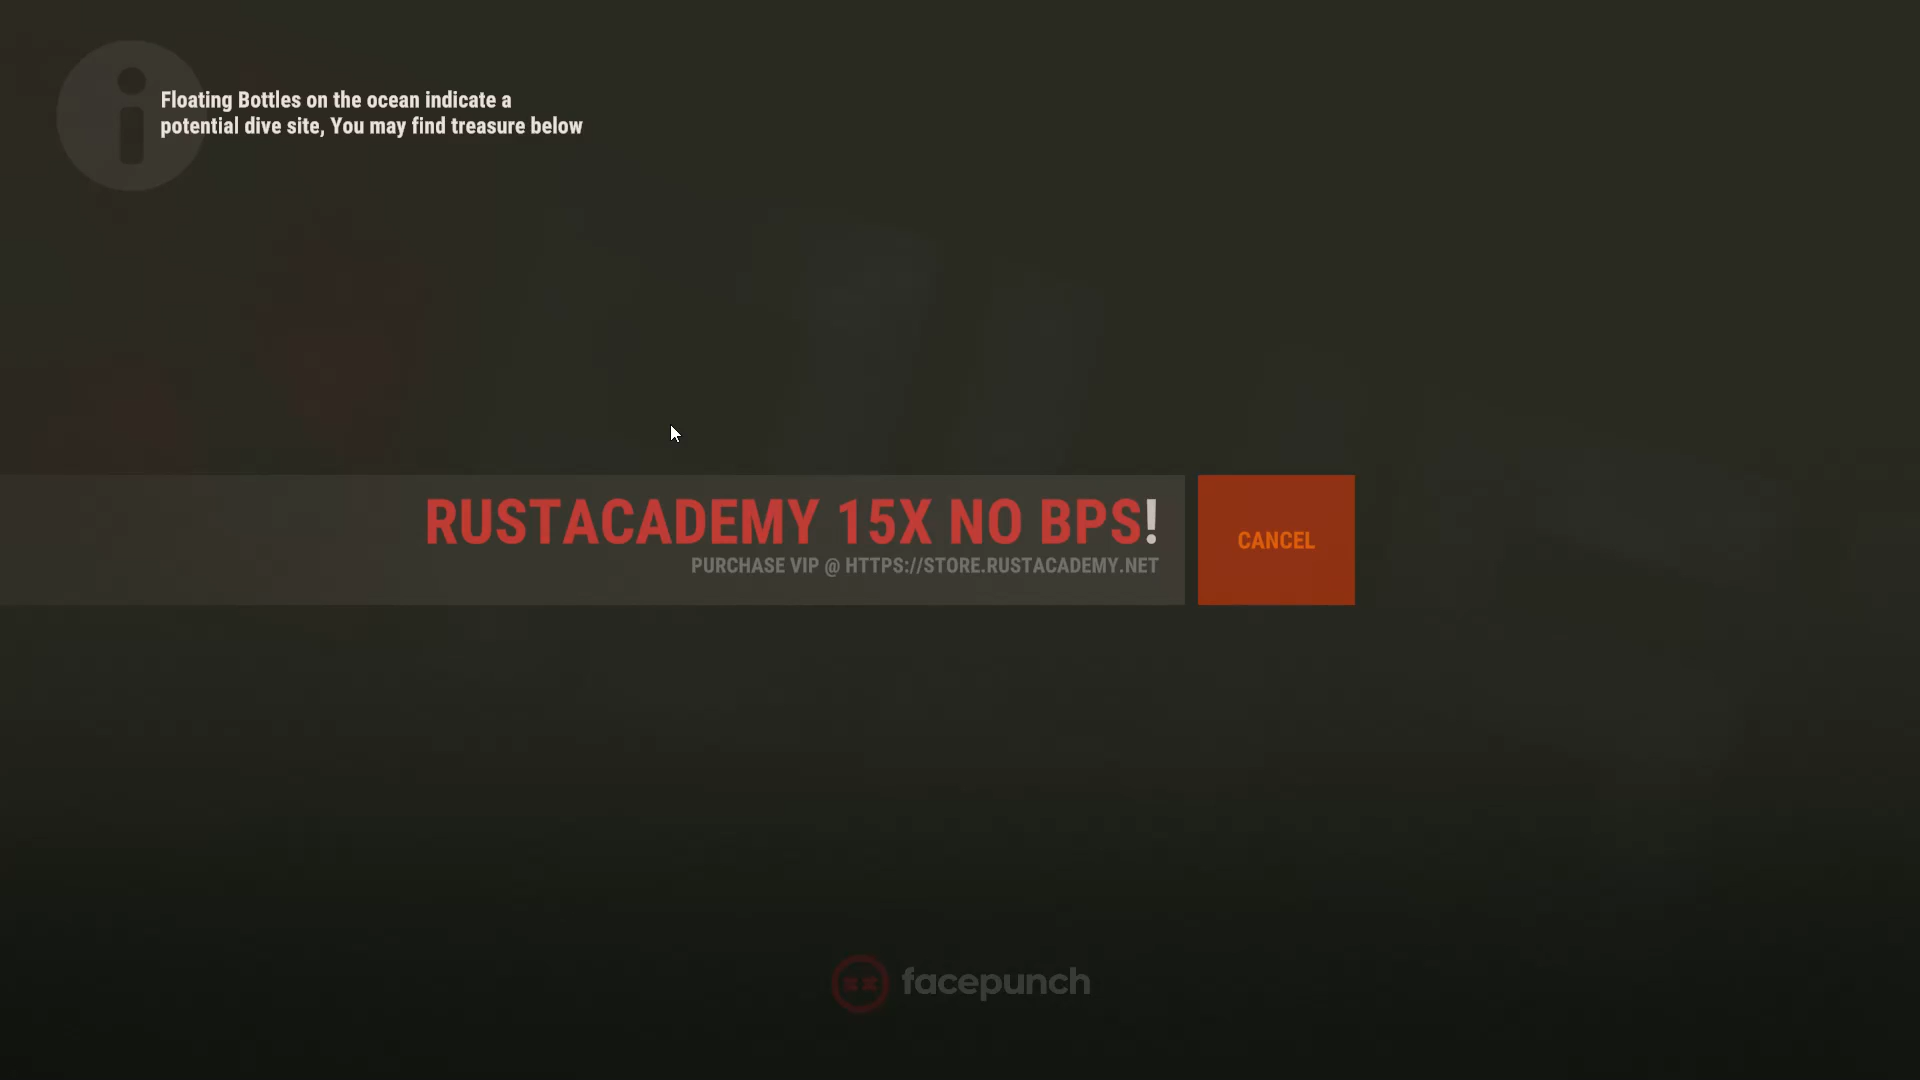 Floating Bottles on the ocean indicate a
potential dive site, You may find treasure below
RUSTACADEMY 15X NO BPS!
PURCHASE VIP @ HTTPS://STORE.RUSTACADEMY.NET
CANCEL
facepunch